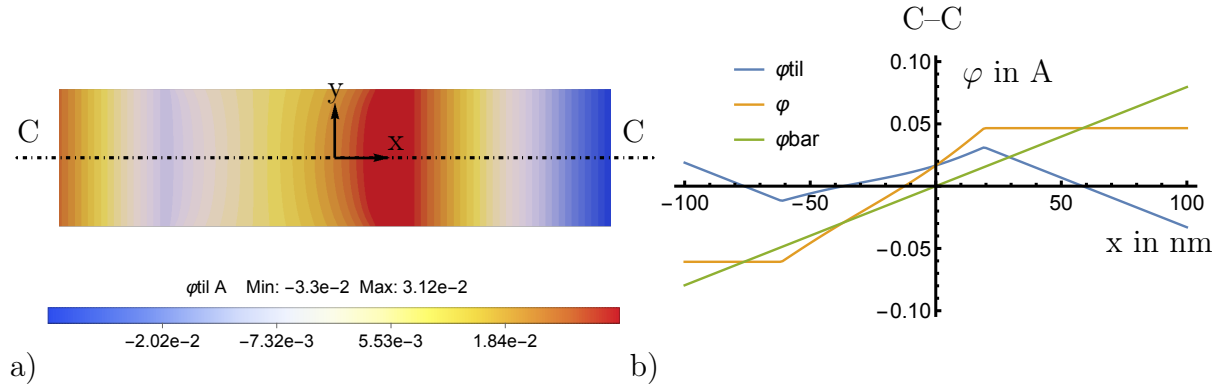 C
C
y
x
φtil A Min: -3.3e-2 Max: 3.12e-2
-2.02e-2 -7.32e-3 5.53e-3 1.84e-2
a)
C–C
φtil
φ
φbar
φ in A
0.10
0.05
-0.05
-0.10
-100 -50 50 100
x in nm
b)